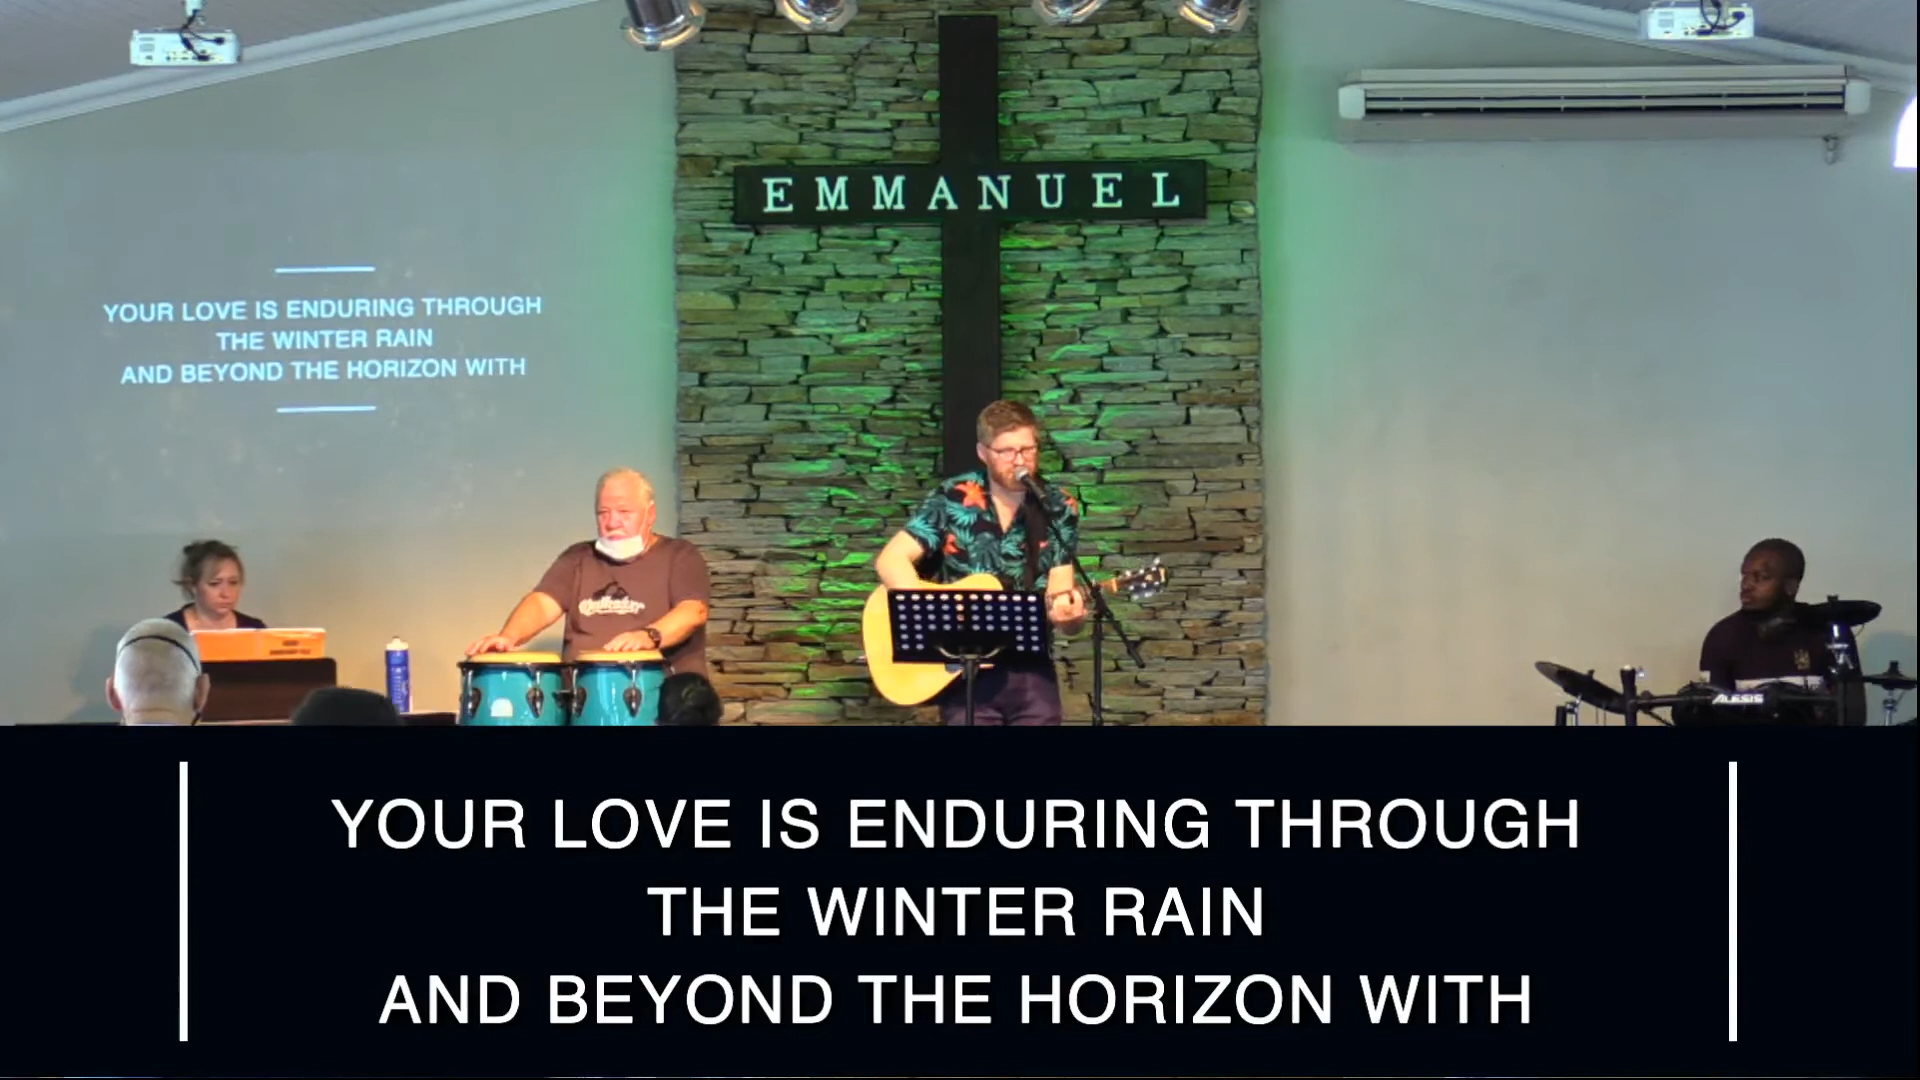 EMMANUEL
YOUR LOVE IS ENDURING THROUGH
THE WINTER RAIN
AND BEYOND THE HORIZON WITH
Quiksilver
ALESIS
YOUR LOVE IS ENDURING THROUGH
THE WINTER RAIN
AND BEYOND THE HORIZON WITH